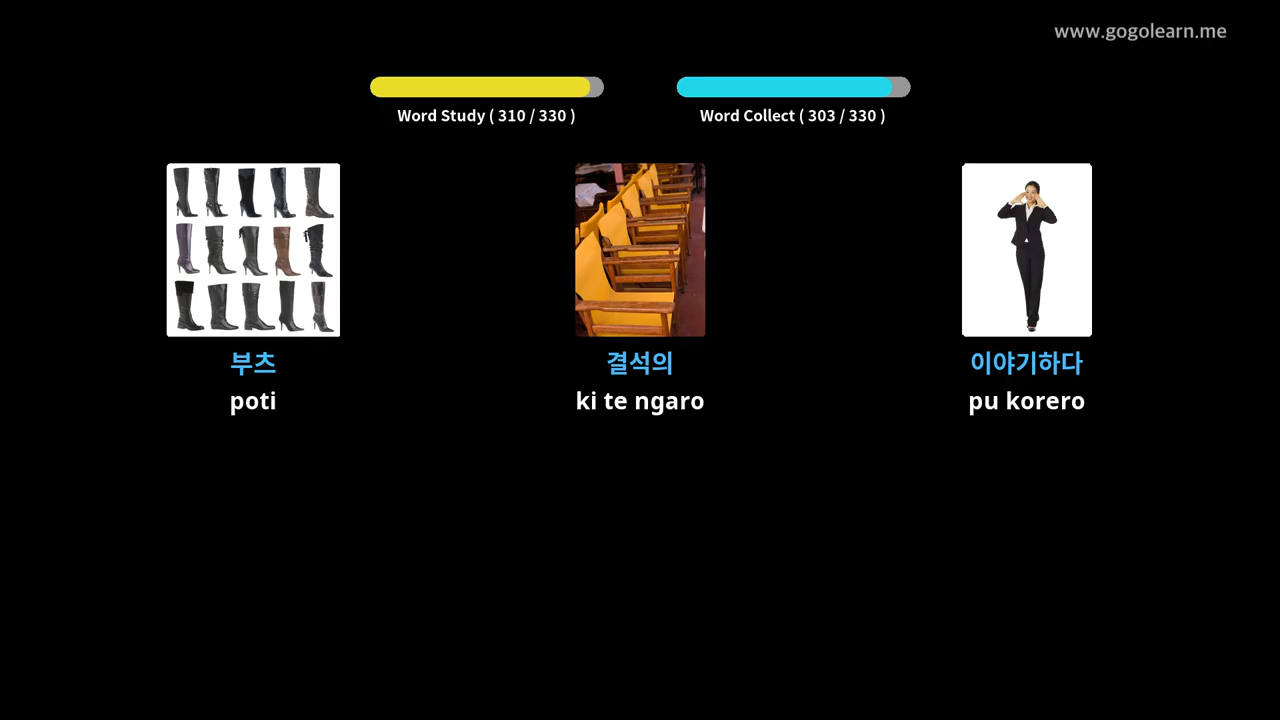 www.gogolearn.me
Word Study ( 310 / 330 )
Word Collect ( 303 / 330 )
부츠
poti
결석의
ki te ngaro
이야기하다
pu korero